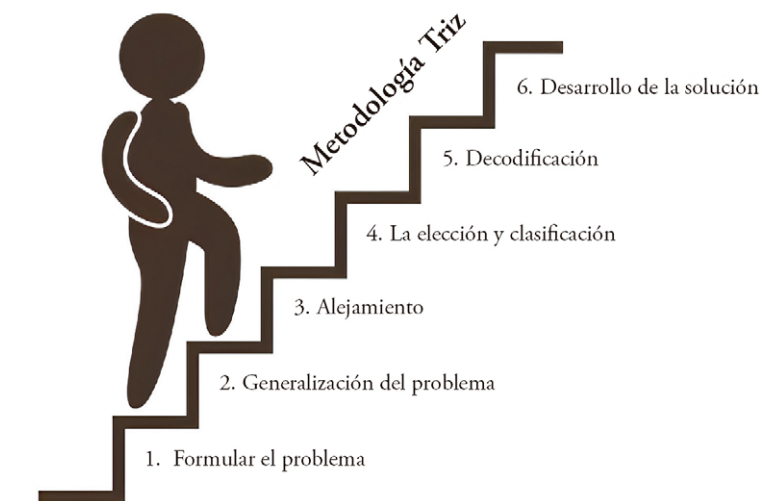 Metodología Triz
6. Desarrollo de la solución
5. Decodificación
4. La elección y clasificación
3. Alejamiento
2. Generalización del problema
1. Formular el problema